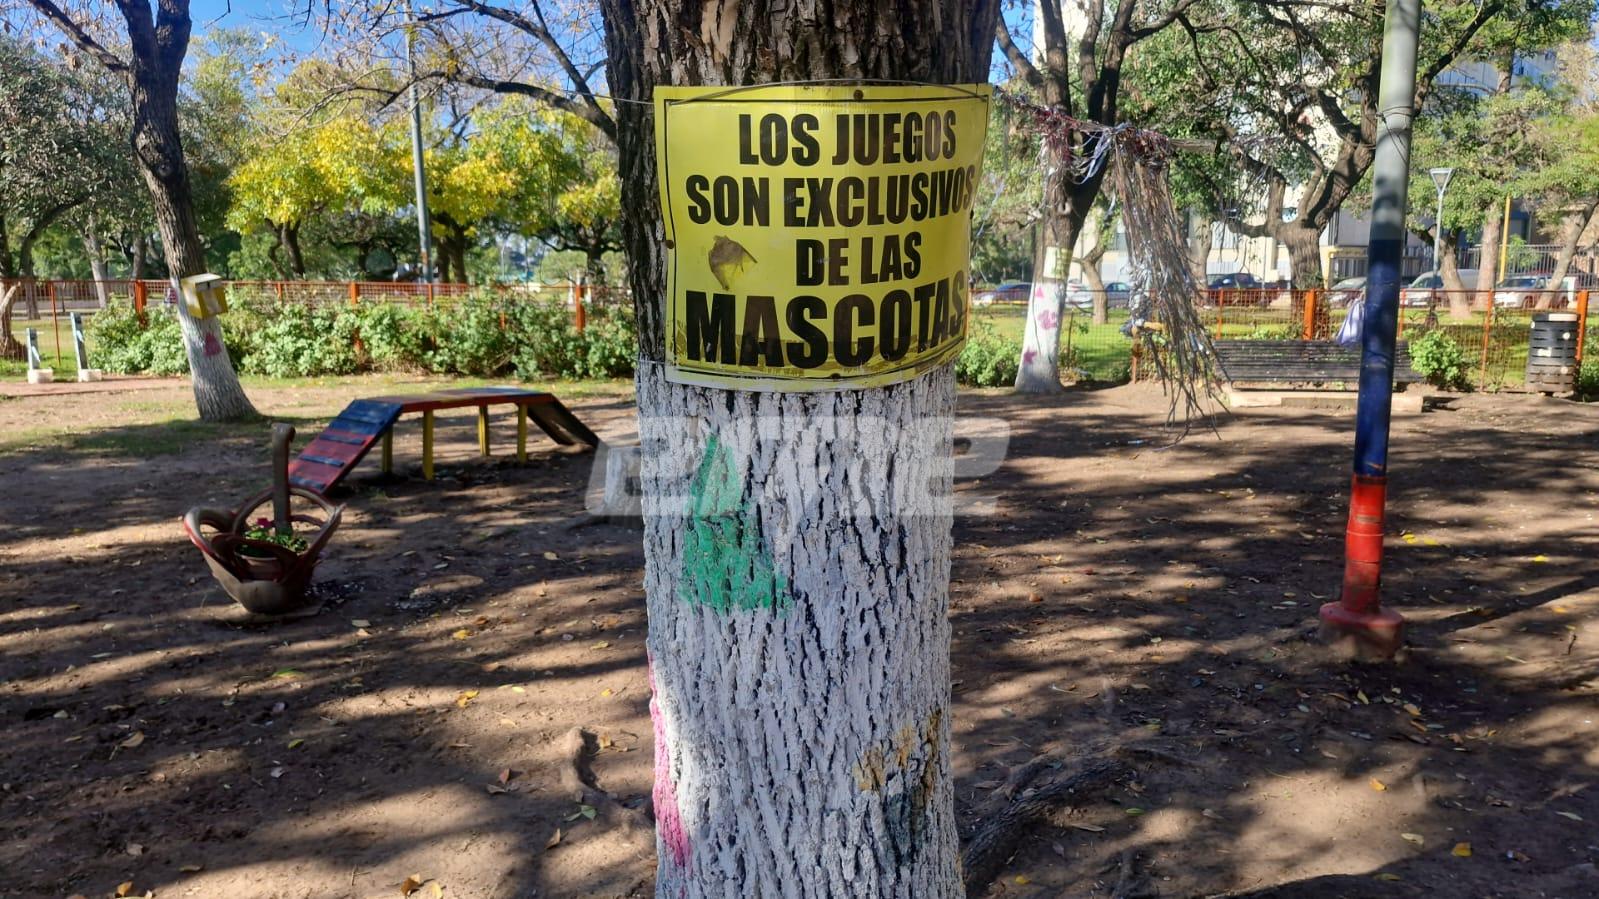 LOS JUEGOS
SON EXCLUSIVOS
DE LAS
MASCOTAS